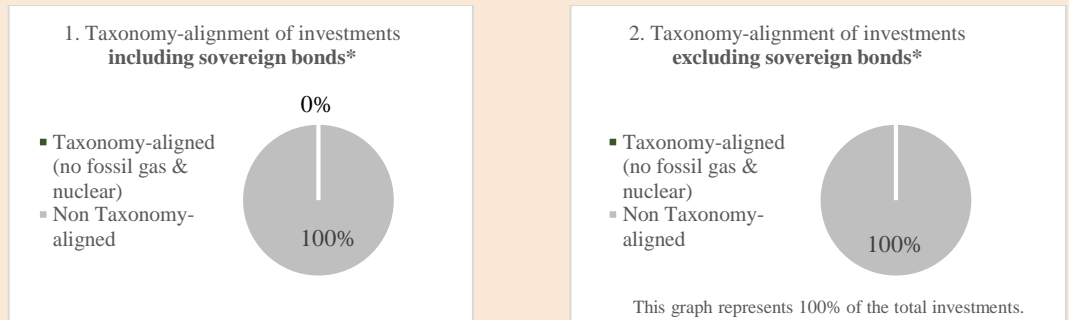 1. Taxonomy-alignment of investments
including sovereign bonds*
0%
Taxonomy-aligned
(no fossil gas &
nuclear)
Non Taxonomy-
aligned
100%
2. Taxonomy-alignment of investments
excluding sovereign bonds*
Taxonomy-aligned
(no fossil gas &
nuclear)
Non Taxonomy-
aligned
100%
This graph represents 100% of the total investments.